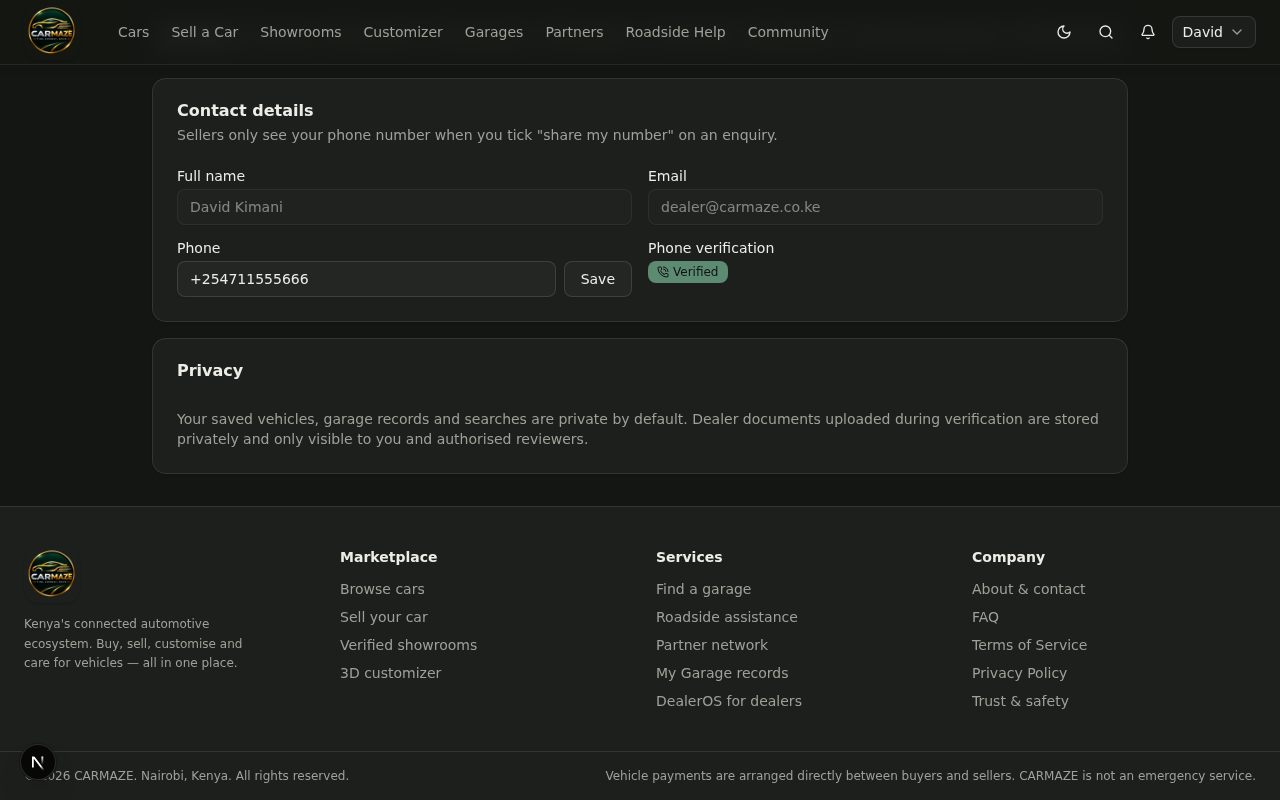 CARMAZE
Cars
Sell a Car
Showrooms
Customizer
Garages
Partners
Roadside Help
Community
David
Contact details
Sellers only see your phone number when you tick "share my number" on an enquiry.
Full name
Email
David Kimani
dealer@carmaze.co.ke
Phone
Phone verification
+254711555666
Save
Verified
Privacy
Your saved vehicles, garage records and searches are private by default. Dealer documents uploaded during verification are stored
privately and only visible to you and authorised reviewers.
CARMAZE
Kenya's connected automotive
ecosystem. Buy, sell, customise and
care for vehicles — all in one place.
Marketplace
Browse cars
Sell your car
Verified showrooms
3D customizer
Services
Find a garage
Roadside assistance
Partner network
My Garage records
DealerOS for dealers
Company
About & contact
FAQ
Terms of Service
Privacy Policy
Trust & safety
N
26 CARMAZE. Nairobi, Kenya. All rights reserved.
Vehicle payments are arranged directly between buyers and sellers. CARMAZE is not an emergency service.